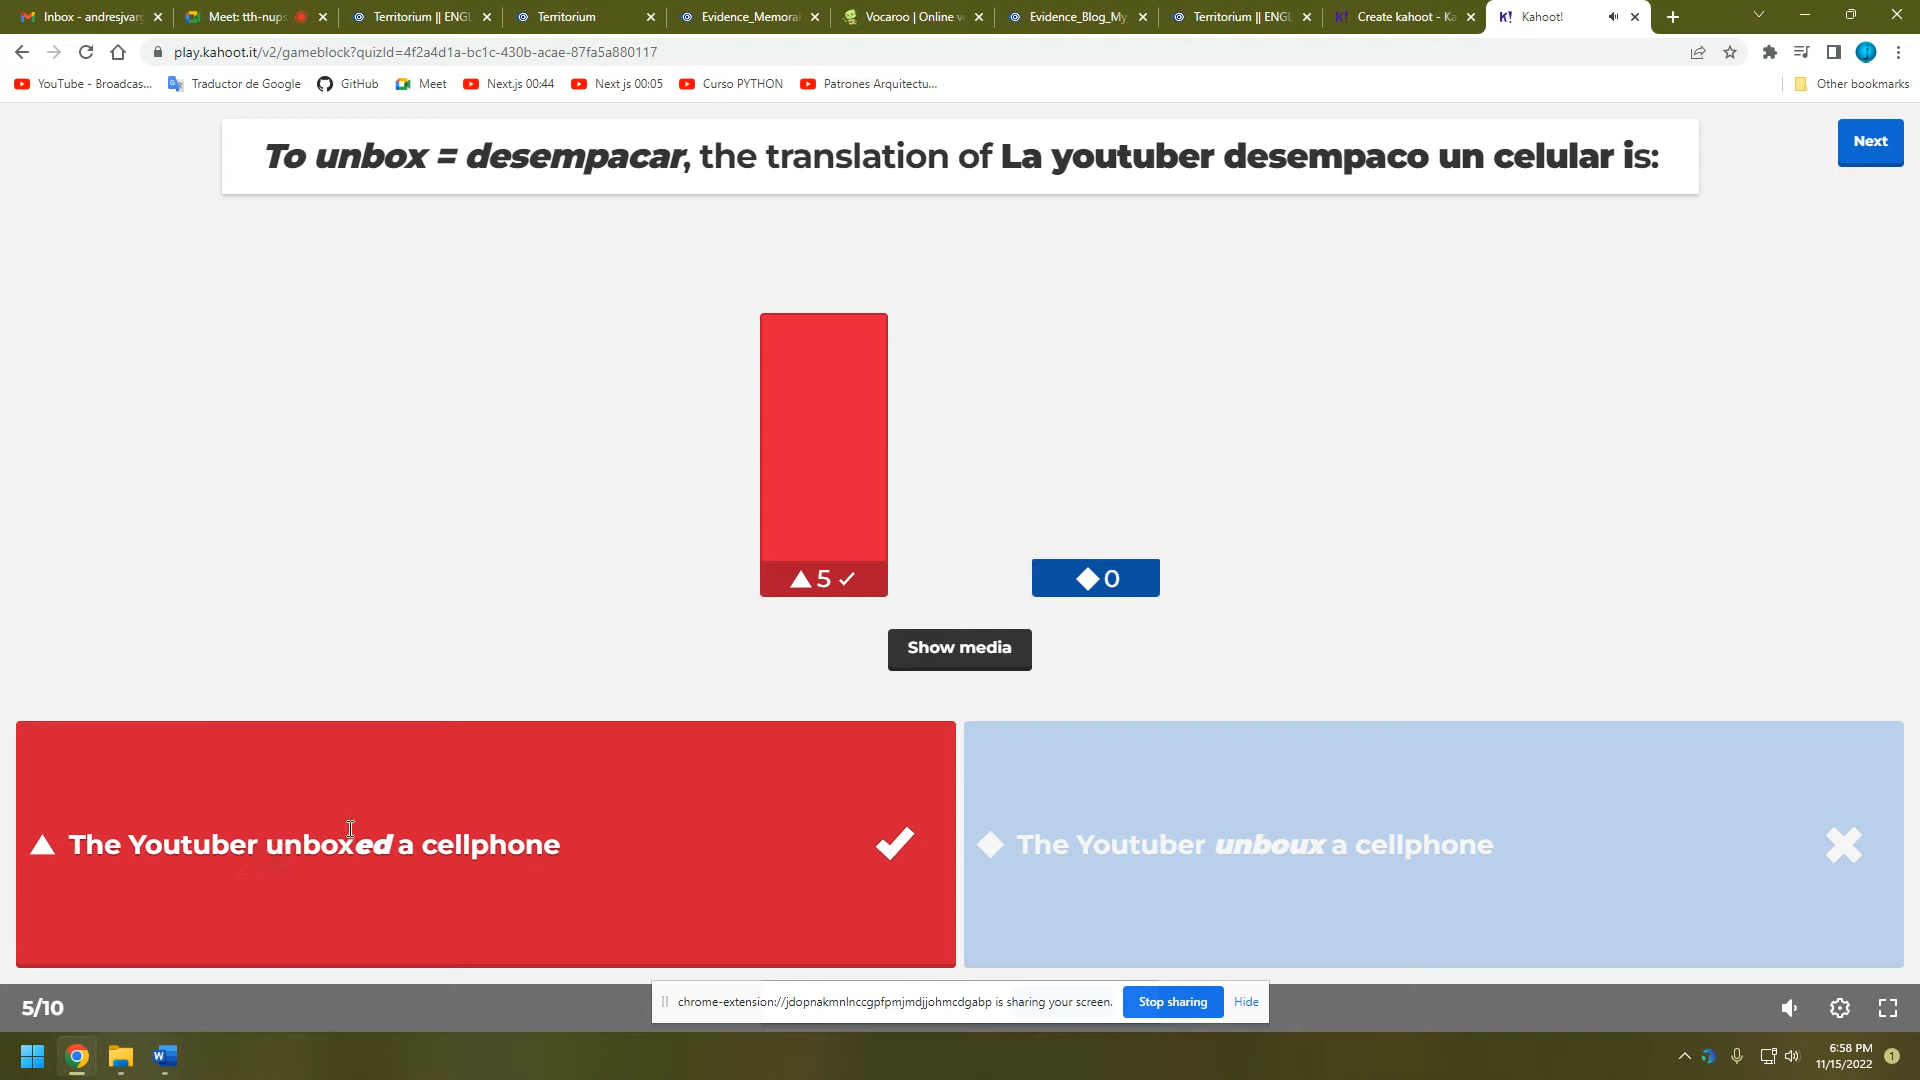 Inbox - andresjvarg
Meet: tth-nups
Territorium || ENGL
Territorium
Evidence_Memoral
Vocaroo | Online v
Evidence_Blog_My
Territorium || ENGL
Create kahoot - Ka
Kahoot!
play.kahoot.it/v2/gameblock?quizId=4f2a4d1a-bc1c-430b-acae-87fa5a880117
YouTube - Broadcas...
Traductor de Google
GitHub
Meet
Next.js 00:44
Next js 00:05
Curso PYTHON
Patrones Arquitectu...
Other bookmarks
To unbox = desempacar, the translation of La youtuber desempaco un celular is:
Next
5
0
Show media
The Youtuber unboxed a cellphone
The Youtuber unboux a cellphone
5/10
chrome-extension://jdopnakmnlnccgpfpmjmdjjohmcdgabp is sharing your screen.
Stop sharing
Hide
6:58 PM
11/15/2022
1